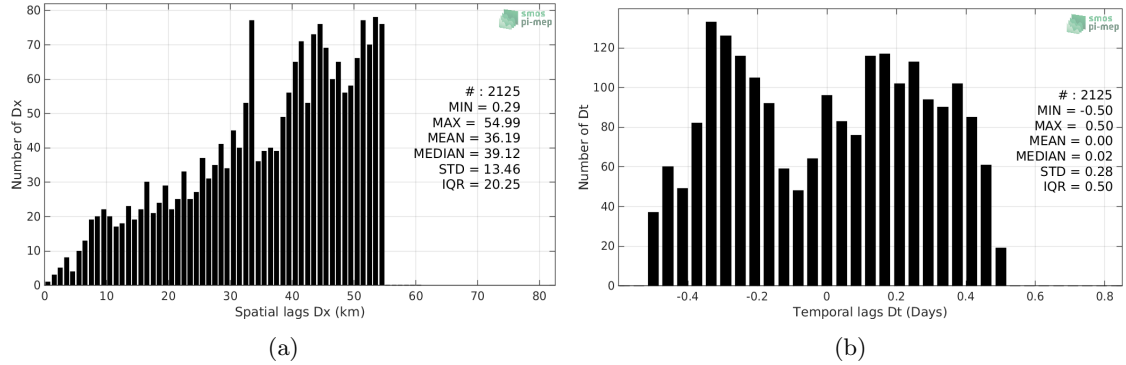 smos
pi-mep
80
70
60
50
40
30
20
10
0
Number of Dx
# : 2125
MIN = 0.29
MAX = 54.99
MEAN = 36.19
MEDIAN = 39.12
STD = 13.46
IQR = 20.25
0 10 20 30 40 50 60 70 80
Spatial lags Dx (km)
(a)
smos
pi-mep
120
100
80
60
40
20
0
Number of Dt
# : 2125
MIN = -0.50
MAX = 0.50
MEAN = 0.00
MEDIAN = 0.02
STD = 0.28
IQR = 0.50
-0.4 -0.2 0 0.2 0.4 0.6 0.8
Temporal lags Dt (Days)
(b)